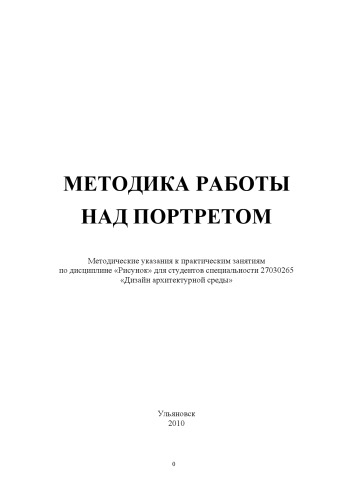 МЕТОДИКА РАБОТЫ
НАД ПОРТРЕТОМ
Методические указания к практическим занятиям
по дисциплине «Рисунок» для студентов специальности 27030265
«Дизайн архитектурной среды»
Ульяновск
2010
0